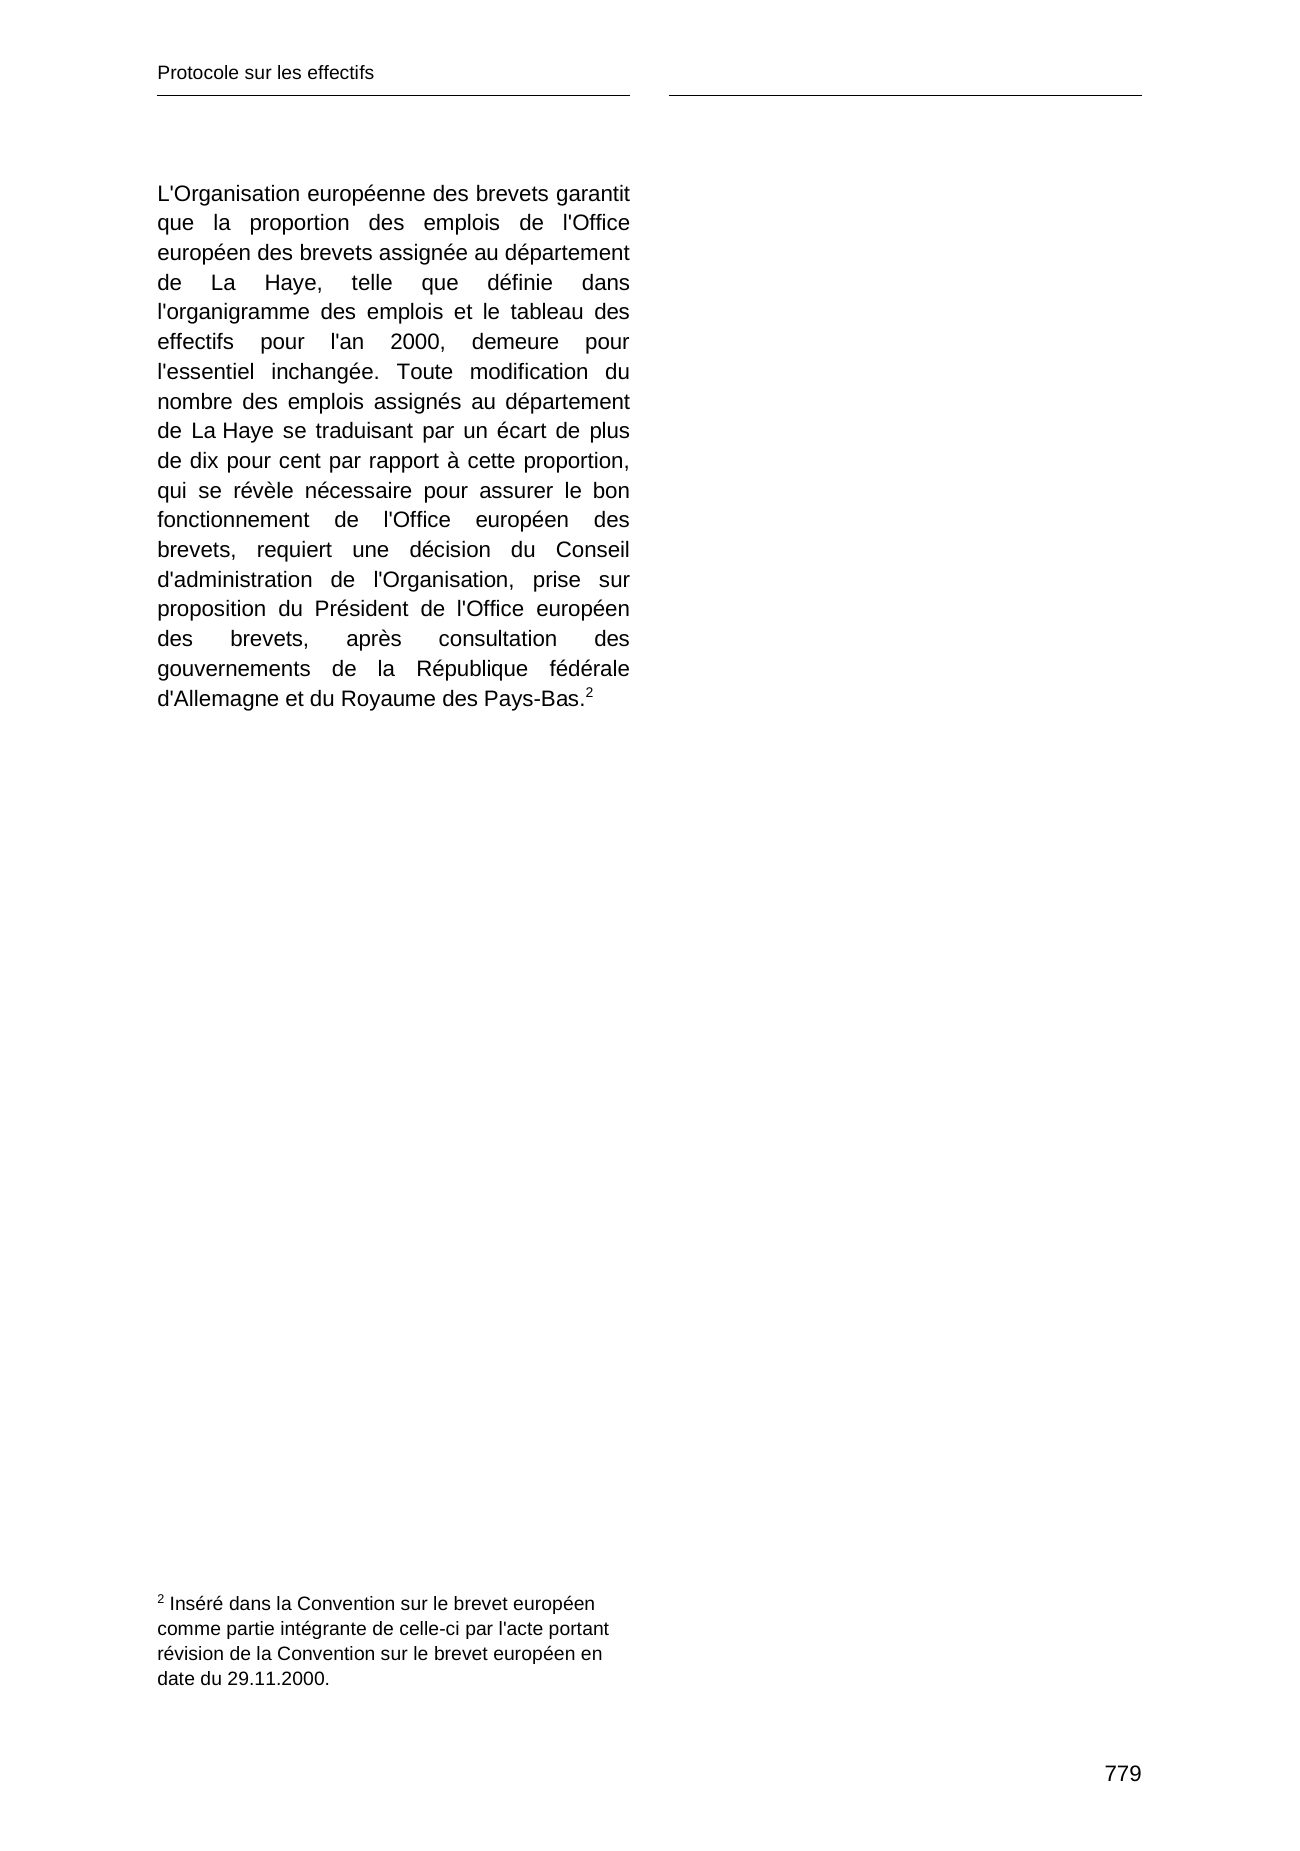 Protocole sur les effectifs
L'Organisation européenne des brevets garantit
que la proportion des emplois de l'Office
européen des brevets assignée au département
de La Haye, telle que définie dans
l'organigramme des emplois et le tableau des
effectifs pour l'an 2000, demeure pour
l'essentiel inchangée. Toute modification du
nombre des emplois assignés au département
de La Haye se traduisant par un écart de plus
de dix pour cent par rapport à cette proportion,
qui se révèle nécessaire pour assurer le bon
fonctionnement de l'Office européen des
brevets, requiert une décision du Conseil
d'administration de l'Organisation, prise sur
proposition du Président de l'Office européen
des brevets, après consultation des
gouvernements de la République fédérale
d'Allemagne et du Royaume des Pays-Bas.2
2 Inséré dans la Convention sur le brevet européen
comme partie intégrante de celle-ci par l'acte portant
révision de la Convention sur le brevet européen en
date du 29.11.2000.
779